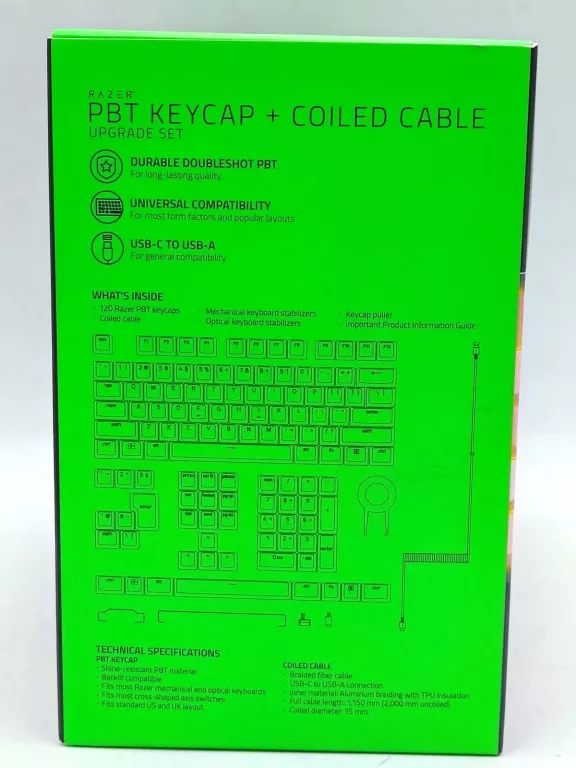 RAZER
PBT KEYCAP + COILED CABLE
UPGRADE SET
DURABLE DOUBLESHOT PBT
For long-lasting quality
UNIVERSAL COMPATIBILITY
For most form factors and popular layouts
USB-C TO USB-A
For general compatibility
WHAT'S INSIDE
• 120 Razer PBT keycaps
• Coiled cable
• Mechanical keyboard stabilizers
• Optical keyboard stabilizers
• Keycap puller
• Important Product Information Guide
TECHNICAL SPECIFICATIONS
PBT KEYCAP
• Shine-resistant PBT material
• Backlit compatible
• Fits most Razer mechanical and optical keyboards
• Fits most cross-shaped axis switches
• Fits standard US and UK layout
COILED CABLE
• Braided fiber cable
• USB-C to USB-A connection
• Inner material: Aluminum braiding with TPU insulation
• Full cable length: 1,150 mm (2,000 mm uncoiled)
• Coiled diameter: 15 mm